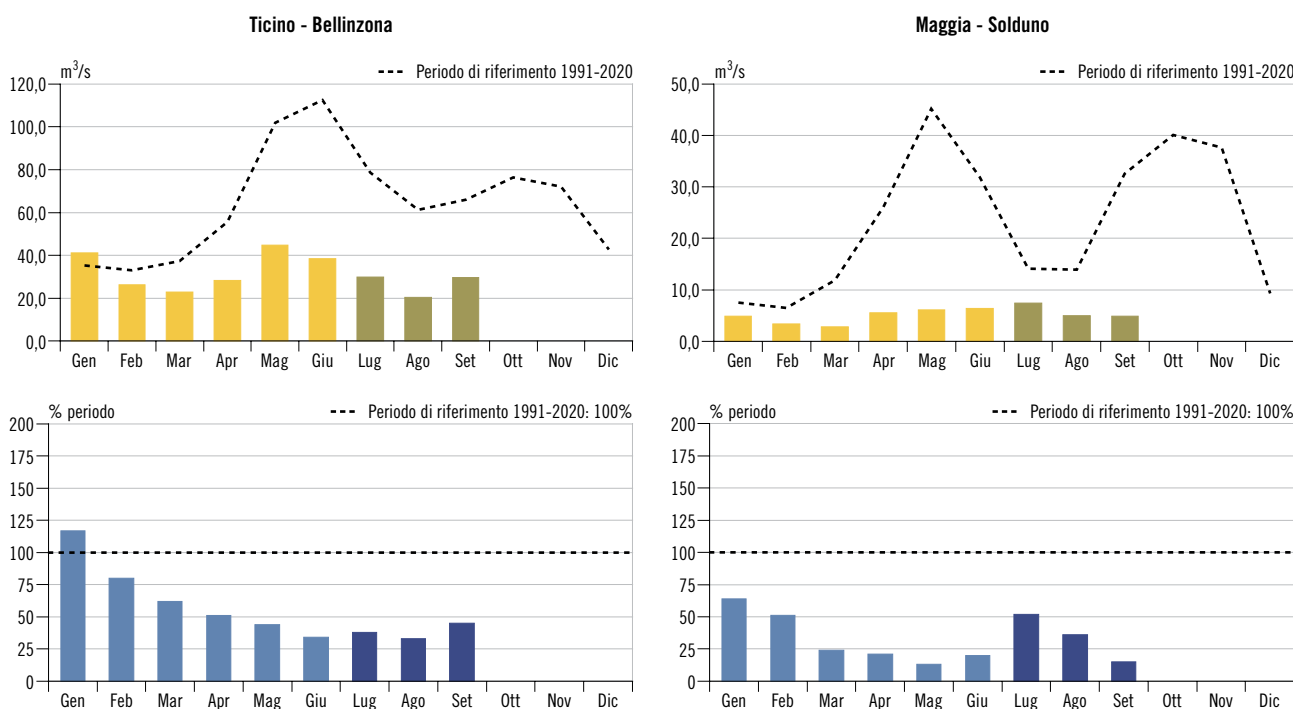 Ticino - Bellinzona
m³/s
Periodo di riferimento 1991-2020
120,0
100,0
80,0
60,0
40,0
20,0
0,0
Gen Feb Mar Apr Mag Giu Lug Ago Set Ott Nov Dic
% periodo
Periodo di riferimento 1991-2020: 100%
200
175
150
125
100
75
50
25
0
Gen Feb Mar Apr Mag Giu Lug Ago Set Ott Nov Dic
Maggia - Solduno
m³/s
Periodo di riferimento 1991-2020
50,0
40,0
30,0
20,0
10,0
0,0
Gen Feb Mar Apr Mag Giu Lug Ago Set Ott Nov Dic
% periodo
Periodo di riferimento 1991-2020: 100%
200
175
150
125
100
75
50
25
0
Gen Feb Mar Apr Mag Giu Lug Ago Set Ott Nov Dic